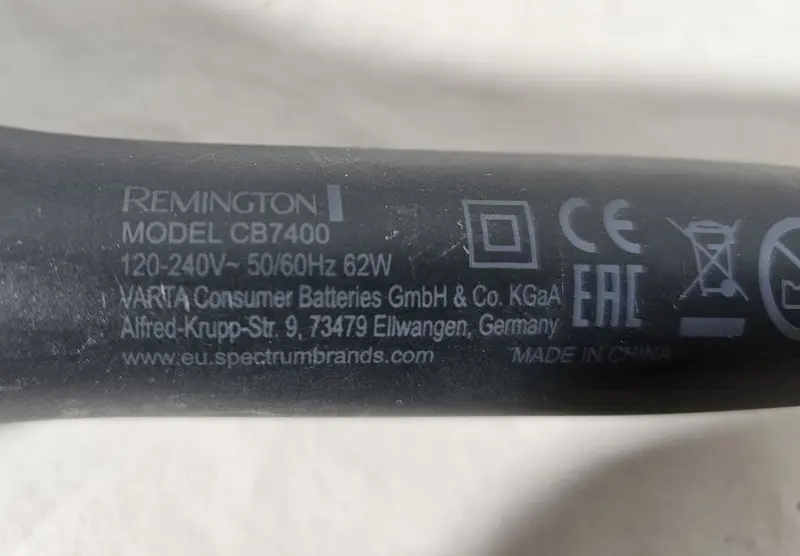 REMINGTON
MODEL CB7400
120-240V~ 50/60Hz 62W
VARTA Consumer Batteries GmbH & Co. KGaA
Alfred-Krupp-Str. 9, 73479 Ellwangen, Germany
www.eu.spectrumbrands.com
CE
EAC
MADE IN CHINA